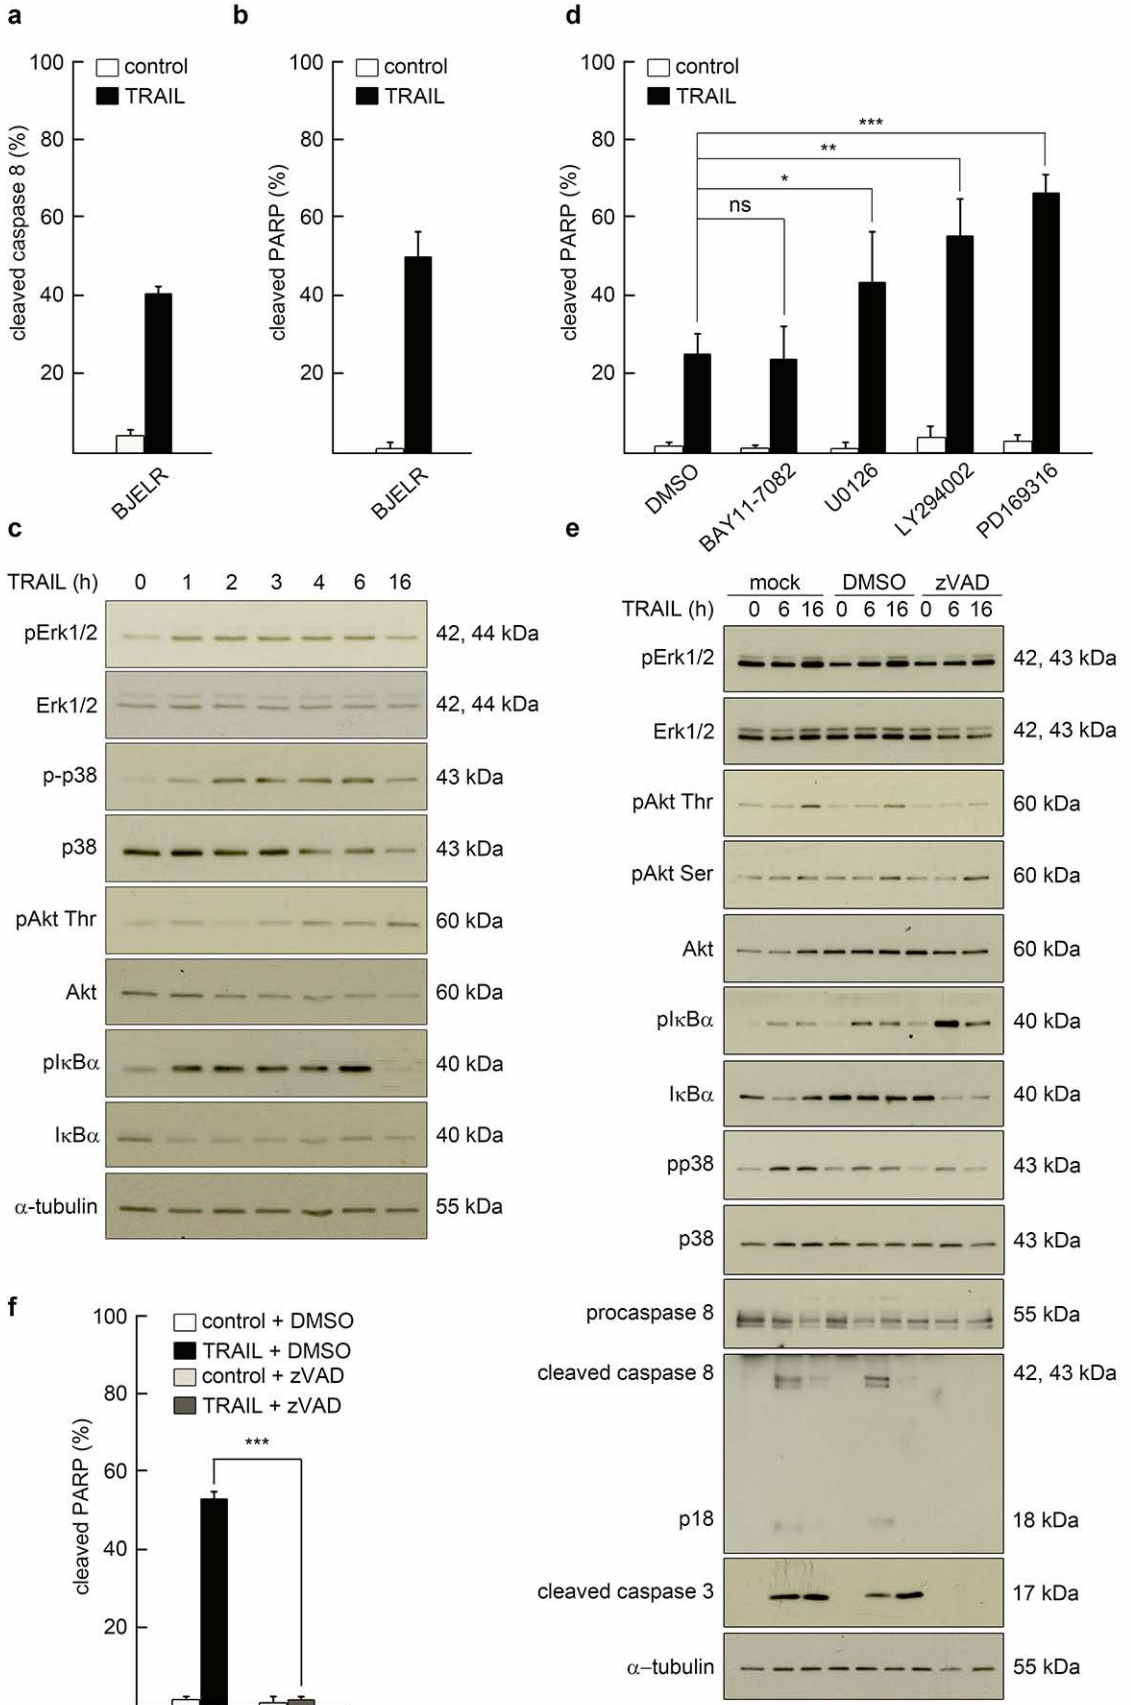 a
100
80
60
40
20
cleaved caspase 8 (%)
control
TRAIL
BJELR
b
100
80
60
40
20
cleaved PARP (%)
control
TRAIL
BJELR
d
100
80
60
40
20
cleaved PARP (%)
control
TRAIL
***
**
*
ns
DMSO
BAY11-7082
U0126
LY294002
PD169316
c
TRAIL (h) 0 1 2 3 4 6 16
pErk1/2 42, 44 kDa
Erk1/2 42, 44 kDa
p-p38 43 kDa
p38 43 kDa
pAkt Thr 60 kDa
Akt 60 kDa
pIκBα 40 kDa
IκBα 40 kDa
α-tubulin 55 kDa
e
mock DMSO zVAD
TRAIL (h) 0 6 16 0 6 16 0 6 16
pErk1/2 42, 43 kDa
Erk1/2 42, 43 kDa
pAkt Thr 60 kDa
pAkt Ser 60 kDa
Akt 60 kDa
pIκBα 40 kDa
IκBα 40 kDa
pp38 43 kDa
p38 43 kDa
procaspase 8 55 kDa
cleaved caspase 8 42, 43 kDa
p18 18 kDa
cleaved caspase 3 17 kDa
α–tubulin 55 kDa
f
100
80
60
40
20
cleaved PARP (%)
control + DMSO
TRAIL + DMSO
control + zVAD
TRAIL + zVAD
***